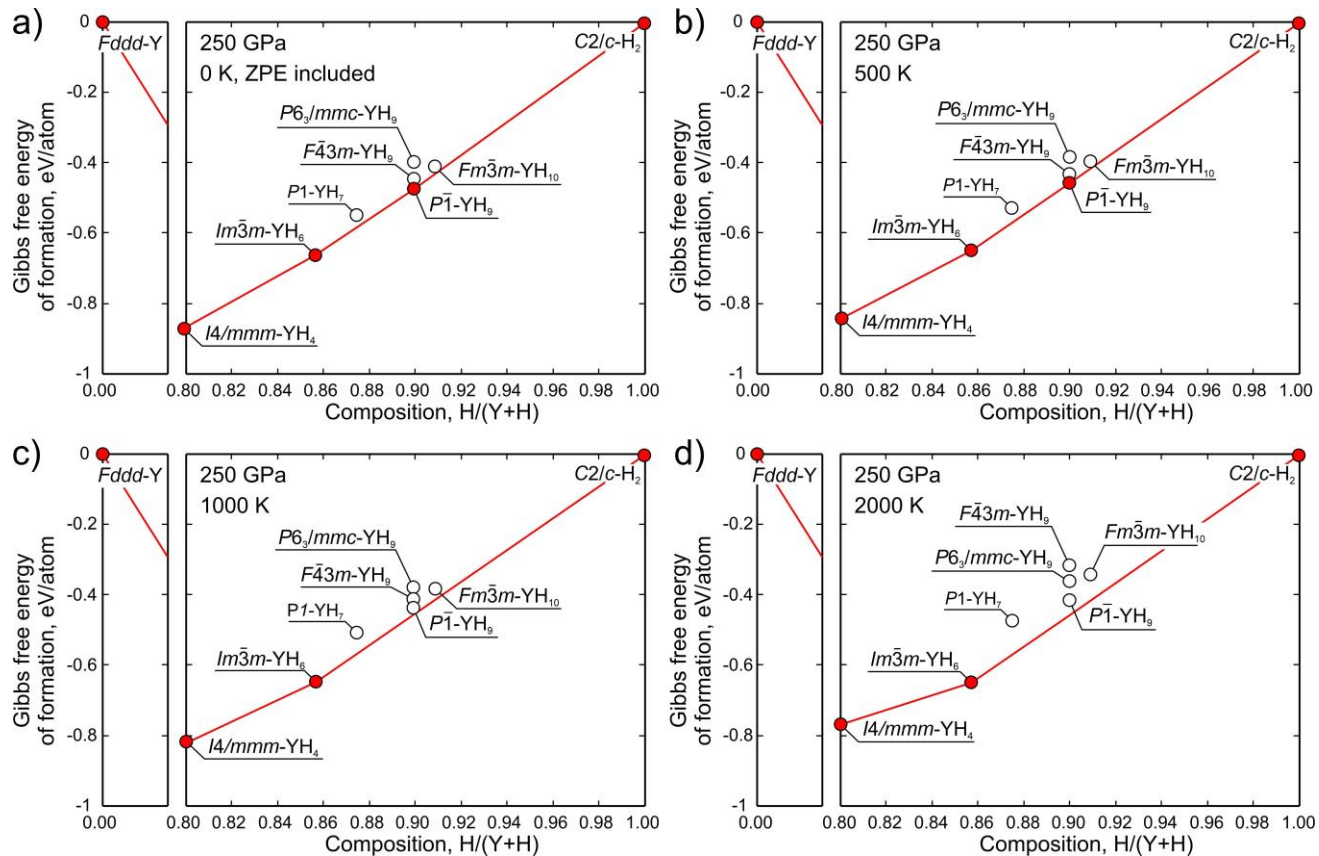 a)
Fddd-Y
250 GPa
0 K, ZPE included
C2/c-H₂
P6₃/mmc-YH₉
F4̅3m-YH₉
Fm3̅m-YH₁₀
P1-YH₇
P1̅-YH₉
Im3̅m-YH₆
I4/mmm-YH₄
Gibbs free energy
of formation, eV/atom
0
-0.2
-0.4
-0.6
-0.8
-1
0.00 0.80 0.82 0.84 0.86 0.88 0.90 0.92 0.94 0.96 0.98 1.00
Composition, H/(Y+H)
b)
Fddd-Y
250 GPa
500 K
C2/c-H₂
P6₃/mmc-YH₉
F4̅3m-YH₉
Fm3̅m-YH₁₀
P1-YH₇
P1̅-YH₉
Im3̅m-YH₆
I4/mmm-YH₄
Gibbs free energy
of formation, eV/atom
0
-0.2
-0.4
-0.6
-0.8
-1
0.00 0.80 0.82 0.84 0.86 0.88 0.90 0.92 0.94 0.96 0.98 1.00
Composition, H/(Y+H)
c)
Fddd-Y
250 GPa
1000 K
C2/c-H₂
P6₃/mmc-YH₉
F4̅3m-YH₉
Fm3̅m-YH₁₀
P1-YH₇
P1̅-YH₉
Im3̅m-YH₆
I4/mmm-YH₄
Gibbs free energy
of formation, eV/atom
0
-0.2
-0.4
-0.6
-0.8
-1
0.00 0.80 0.82 0.84 0.86 0.88 0.90 0.92 0.94 0.96 0.98 1.00
Composition, H/(Y+H)
d)
Fddd-Y
250 GPa
2000 K
C2/c-H₂
F4̅3m-YH₉
Fm3̅m-YH₁₀
P6₃/mmc-YH₉
P1-YH₇
P1̅-YH₉
Im3̅m-YH₆
I4/mmm-YH₄
Gibbs free energy
of formation, eV/atom
0
-0.2
-0.4
-0.6
-0.8
-1
0.00 0.80 0.82 0.84 0.86 0.88 0.90 0.92 0.94 0.96 0.98 1.00
Composition, H/(Y+H)